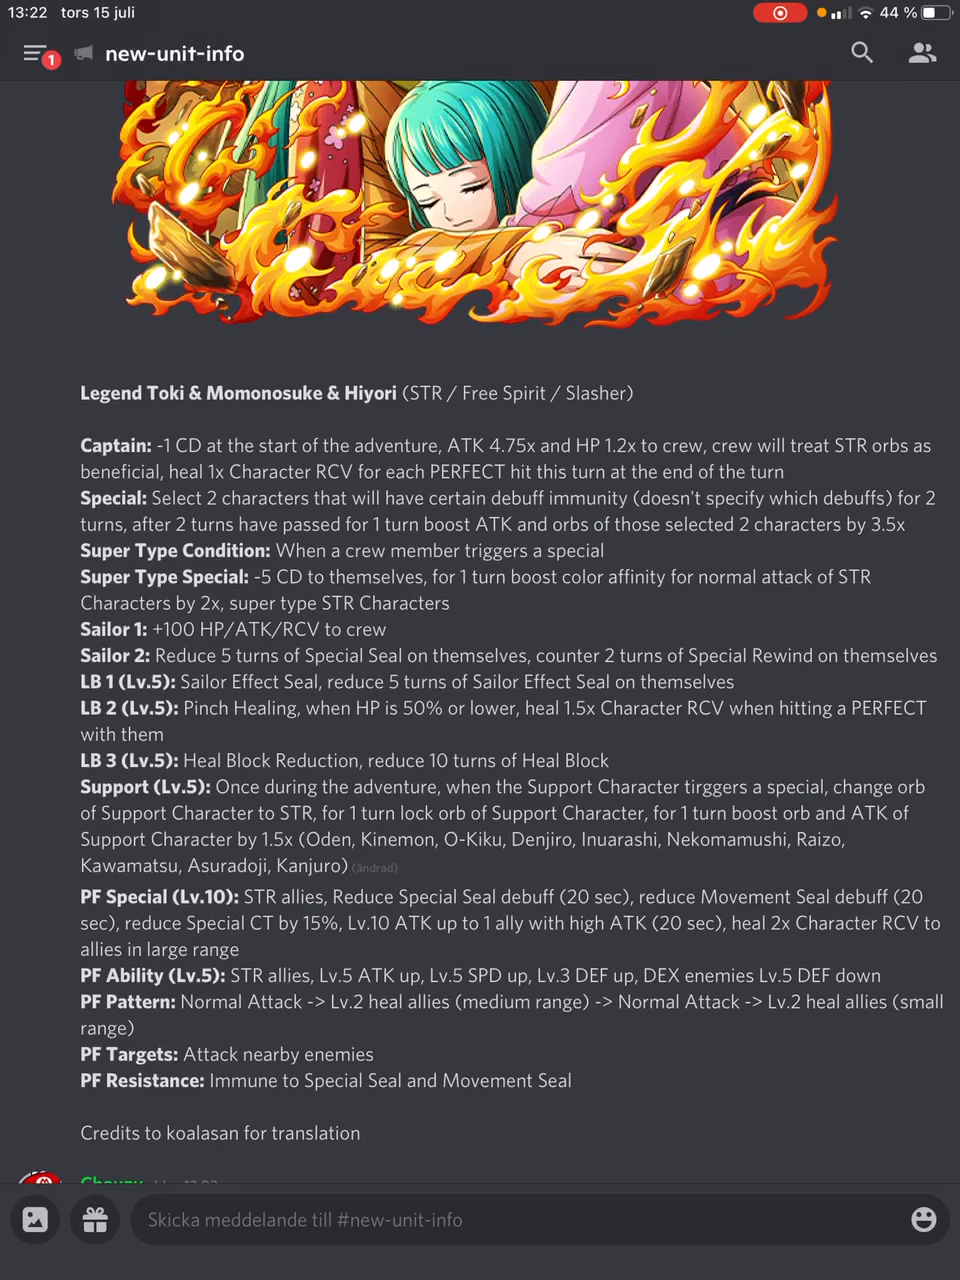 13:22 tors 15 juli 44 %
1 new-unit-info
Legend Toki & Momonosuke & Hiyori (STR / Free Spirit / Slasher)
Captain: -1 CD at the start of the adventure, ATK 4.75x and HP 1.2x to crew, crew will treat STR orbs as
beneficial, heal 1x Character RCV for each PERFECT hit this turn at the end of the turn
Special: Select 2 characters that will have certain debuff immunity (doesn't specify which debuffs) for 2
turns, after 2 turns have passed for 1 turn boost ATK and orbs of those selected 2 characters by 3.5x
Super Type Condition: When a crew member triggers a special
Super Type Special: -5 CD to themselves, for 1 turn boost color affinity for normal attack of STR
Characters by 2x, super type STR Characters
Sailor 1: +100 HP/ATK/RCV to crew
Sailor 2: Reduce 5 turns of Special Seal on themselves, counter 2 turns of Special Rewind on themselves
LB 1 (Lv.5): Sailor Effect Seal, reduce 5 turns of Sailor Effect Seal on themselves
LB 2 (Lv.5): Pinch Healing, when HP is 50% or lower, heal 1.5x Character RCV when hitting a PERFECT
with them
LB 3 (Lv.5): Heal Block Reduction, reduce 10 turns of Heal Block
Support (Lv.5): Once during the adventure, when the Support Character tirggers a special, change orb
of Support Character to STR, for 1 turn lock orb of Support Character, for 1 turn boost orb and ATK of
Support Character by 1.5x (Oden, Kinemon, O-Kiku, Denjiro, Inuarashi, Nekomamushi, Raizo,
Kawamatsu, Asuradoji, Kanjuro) (ändrad)
PF Special (Lv.10): STR allies, Reduce Special Seal debuff (20 sec), reduce Movement Seal debuff (20
sec), reduce Special CT by 15%, Lv.10 ATK up to 1 ally with high ATK (20 sec), heal 2x Character RCV to
allies in large range
PF Ability (Lv.5): STR allies, Lv.5 ATK up, Lv.5 SPD up, Lv.3 DEF up, DEX enemies Lv.5 DEF down
PF Pattern: Normal Attack -> Lv.2 heal allies (medium range) -> Normal Attack -> Lv.2 heal allies (small
range)
PF Targets: Attack nearby enemies
PF Resistance: Immune to Special Seal and Movement Seal
Credits to koalasan for translation
Skicka meddelande till #new-unit-info